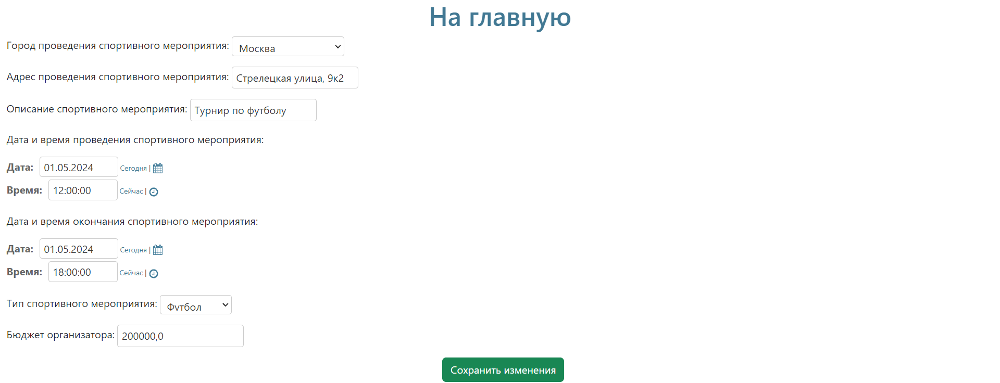 На главную
Город проведения спортивного мероприятия: Москва
Адрес проведения спортивного мероприятия: Стрелецкая улица, 9к2
Описание спортивного мероприятия: Турнир по футболу
Дата и время проведения спортивного мероприятия:
Дата: 01.05.2024 Сегодня |
Время: 12:00:00 Сейчас |
Дата и время окончания спортивного мероприятия:
Дата: 01.05.2024 Сегодня |
Время: 18:00:00 Сейчас |
Тип спортивного мероприятия: Футбол
Бюджет организатора: 200000,0
Сохранить изменения